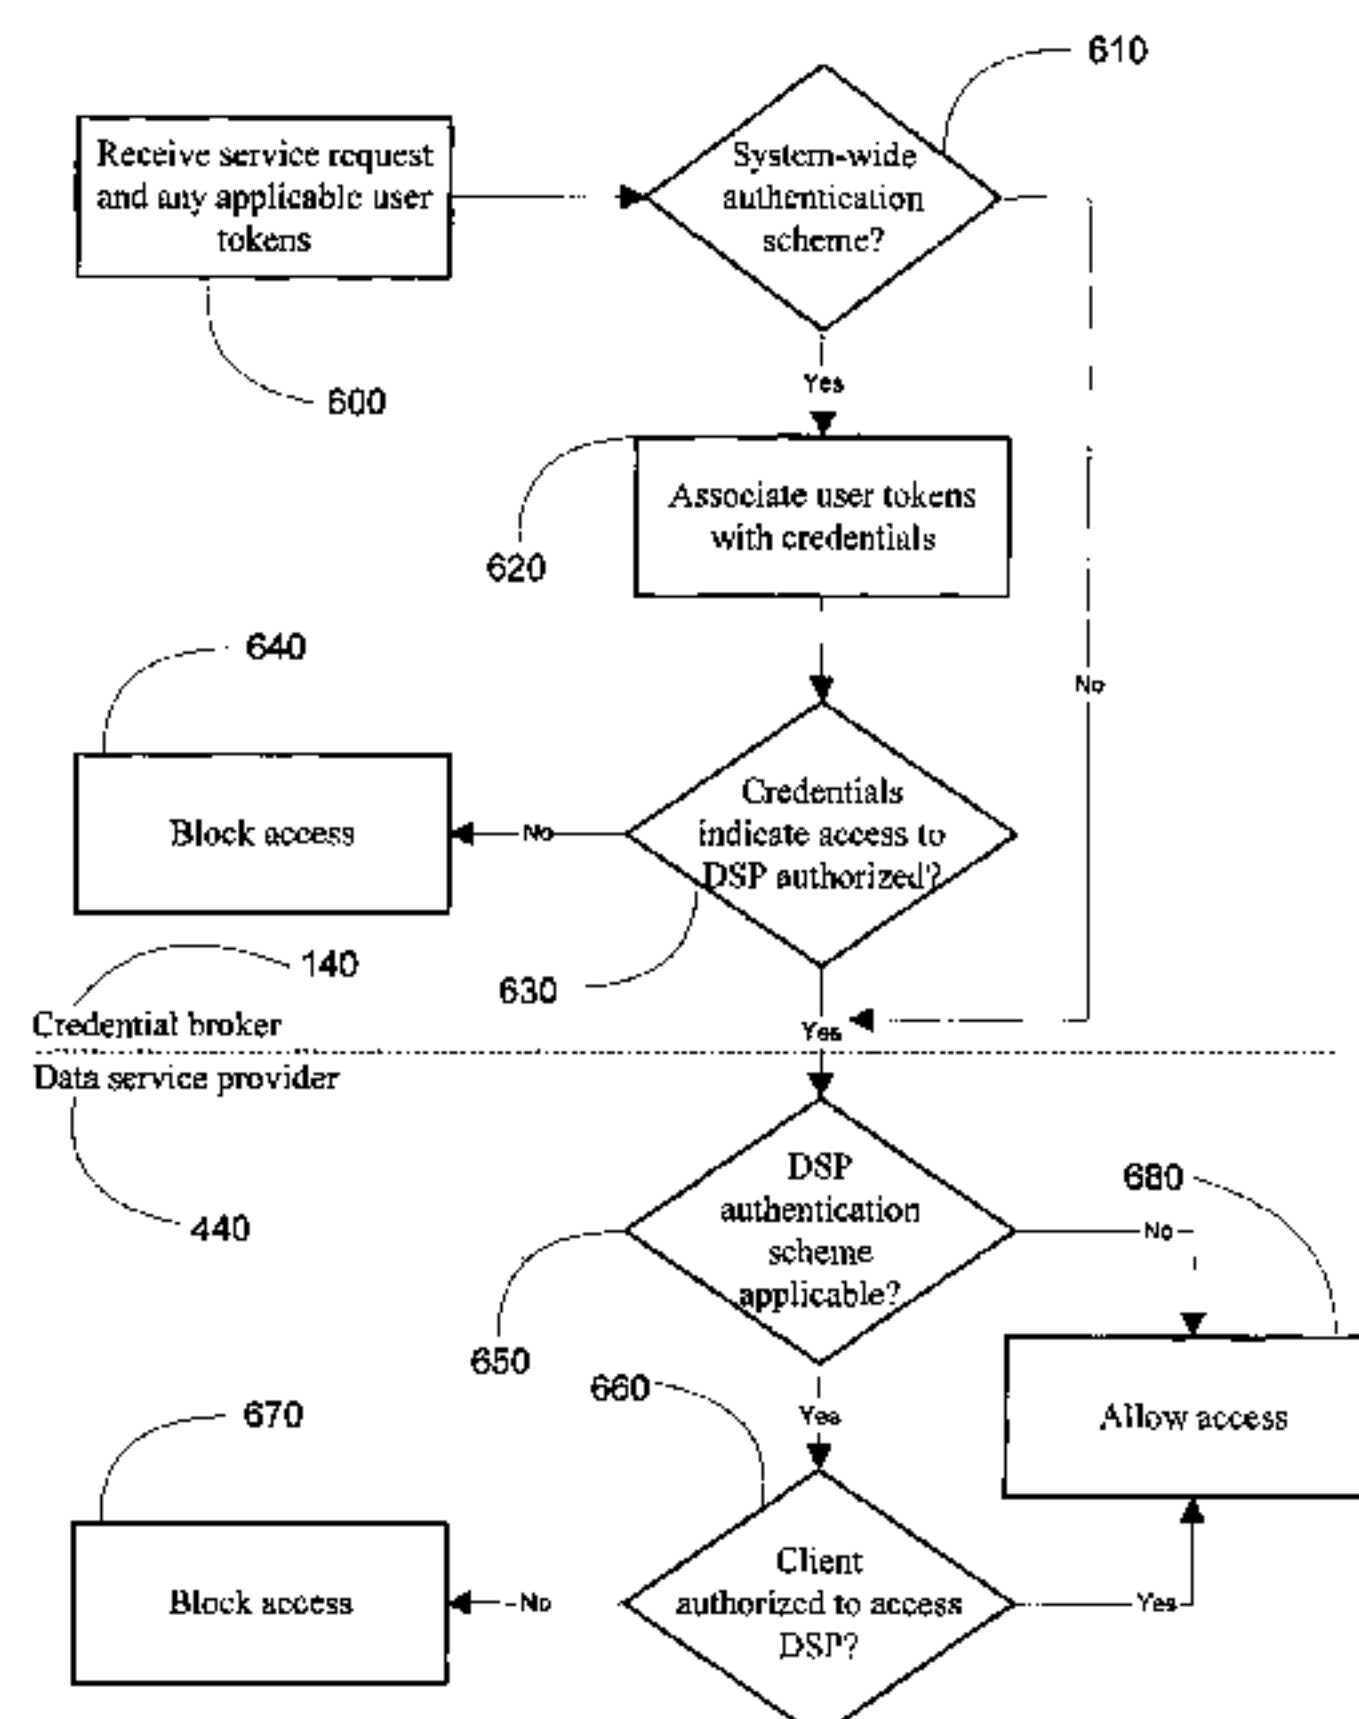 610
Receive service request
and any applicable user
tokens
System-wide
authentication
scheme?
600
Yes
Associate user tokens
with credentials
620
640
No
Block access
No
Credentials
indicate access to
DSP authorized?
140
630
Credential broker
Yes
Data service provider
440
DSP
authentication
scheme
applicable?
680
No
650
660
Yes
Allow access
670
Block access
No
Client
authorized to access
DSP?
Yes